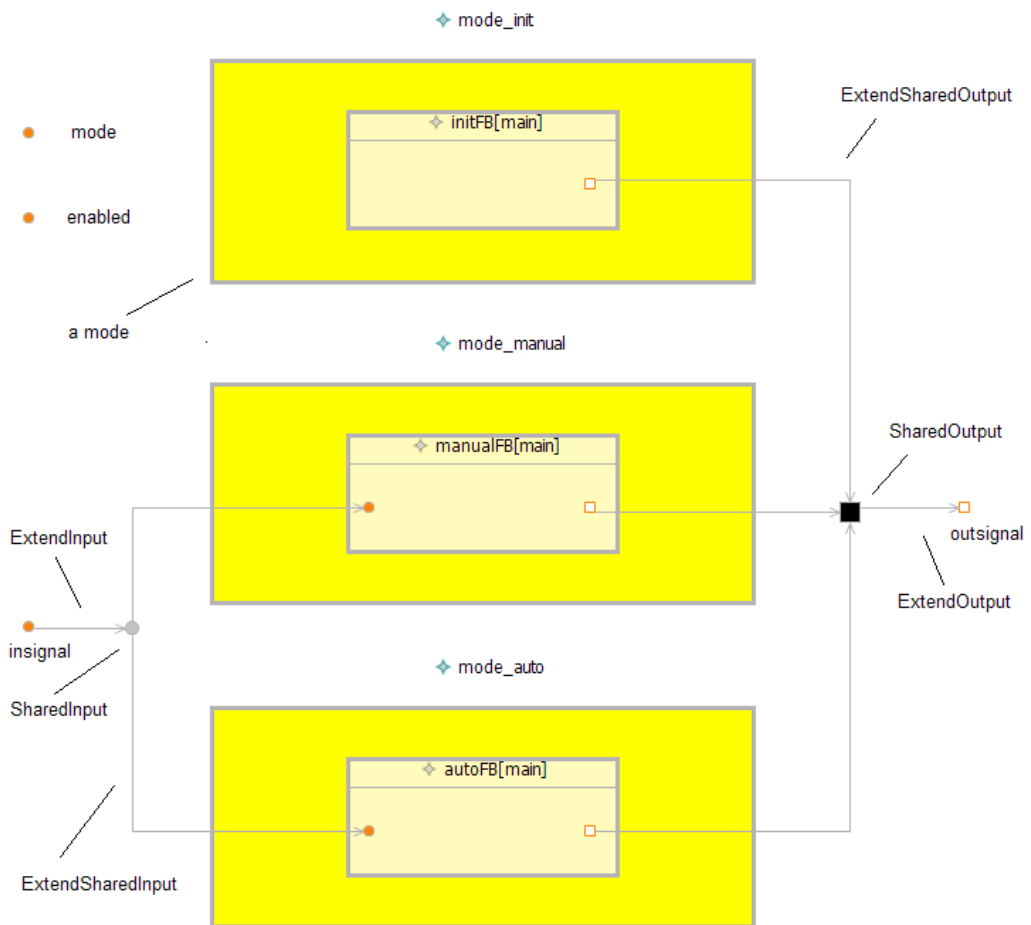 mode_init
ExtendSharedOutput
initFB[main]
mode
enabled
a mode
mode_manual
SharedOutput
manualFB[main]
ExtendInput
outsignal
ExtendOutput
insignal
mode_auto
SharedInput
autoFB[main]
ExtendSharedInput